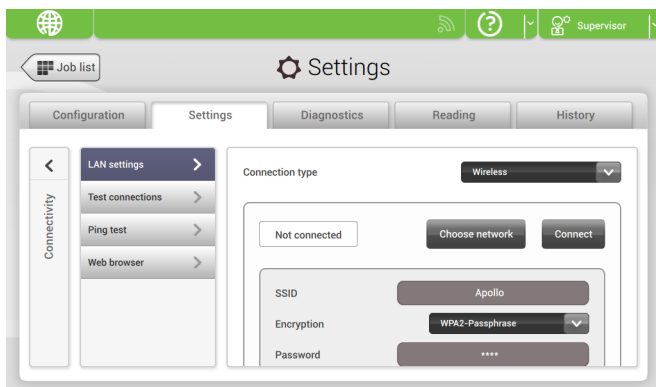 Supervisor
Job list
Settings
Configuration
Settings
Diagnostics
Reading
History
Connectivity
LAN settings
Test connections
Ping test
Web browser
Connection type
Wireless
Not connected
Choose network
Connect
SSID
Apollo
Encryption
WPA2-Passphrase
Password
****